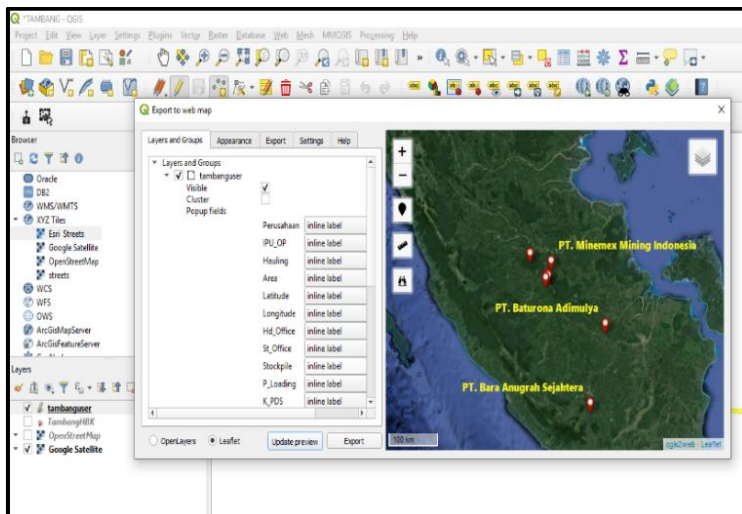 *TAMBANG - QGIS
Project Edit View Layer Settings Plugins Vector Raster Database Web Mesh MMQGIS Processing Help
Export to web map
Browser
Oracle
DB2
WMS/WMTS
XYZ Tiles
Esri Streets
Google Satellite
OpenStreetMap
streets
WCS
WFS
OWS
ArcGisMapServer
ArcGisFeatureServer
Layers
tambanguser
TambangHBK
OpenStreetMap
Google Satellite
Layers and Groups Appearance Export Settings Help
Layers and Groups
tambanguser
Visible
Cluster
Popup fields
Perusahaan inline label
IPU_OP inline label
Hauling inline label
Area inline label
Latitude inline label
Longitude inline label
Hd_Office inline label
St_Office inline label
Stockpile inline label
P_Loading inline label
K_PDS inline label
OpenLayers Leaflet Update preview Export
+
−
PT. Minemex Mining Indonesia
PT. Baturona Adimulya
PT. Bara Anugrah Sejahtera
100 km
qgis2web - Leaflet